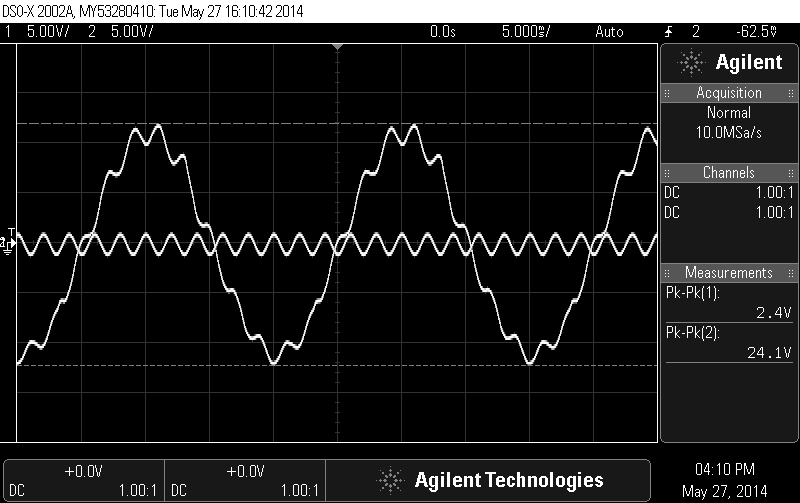 DSO-X 2002A, MY53280410: Tue May 27 16:10:42 2014
1 5.00V/ 2 5.00V/ 0.0s 5.000ms/ Auto 2 -62.5mV
Agilent
Acquisition
Normal
10.0MSa/s
Channels
DC 1.00:1
DC 1.00:1
Measurements
Pk-Pk(1):
2.4V
Pk-Pk(2):
24.1V
T
+0.0V
DC 1.00:1
+0.0V
DC 1.00:1
Agilent Technologies
04:10 PM
May 27, 2014